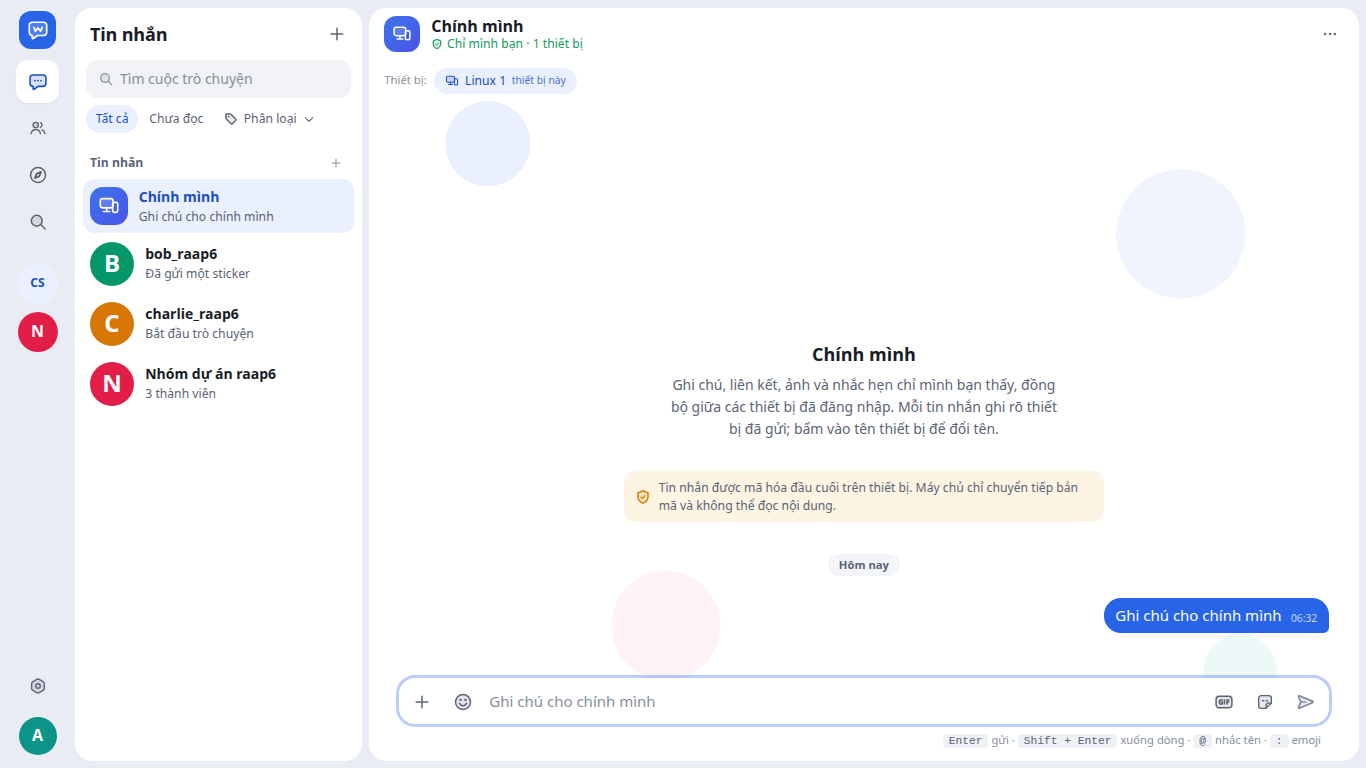 Tin nhắn
Tìm cuộc trò chuyện
Tất cả
Chưa đọc
Phân loại
Tin nhắn
Chính mình
Ghi chú cho chính mình
B
bob_raap6
Đã gửi một sticker
C
charlie_raap6
Bắt đầu trò chuyện
N
Nhóm dự án raap6
3 thành viên
CS
N
A
Chính mình
Chỉ mình bạn · 1 thiết bị
Thiết bị:
Linux 1 thiết bị này
Chính mình
Ghi chú, liên kết, ảnh và nhắc hẹn chỉ mình bạn thấy, đồng
bộ giữa các thiết bị đã đăng nhập. Mỗi tin nhắn ghi rõ thiết
bị đã gửi; bấm vào tên thiết bị để đổi tên.
Tin nhắn được mã hóa đầu cuối trên thiết bị. Máy chủ chỉ chuyển tiếp bản
mã và không thể đọc nội dung.
Hôm nay
Ghi chú cho chính mình 06:32
Ghi chú cho chính mình
GIF
Enter gửi · Shift + Enter xuống dòng · @ nhắc tên · : emoji